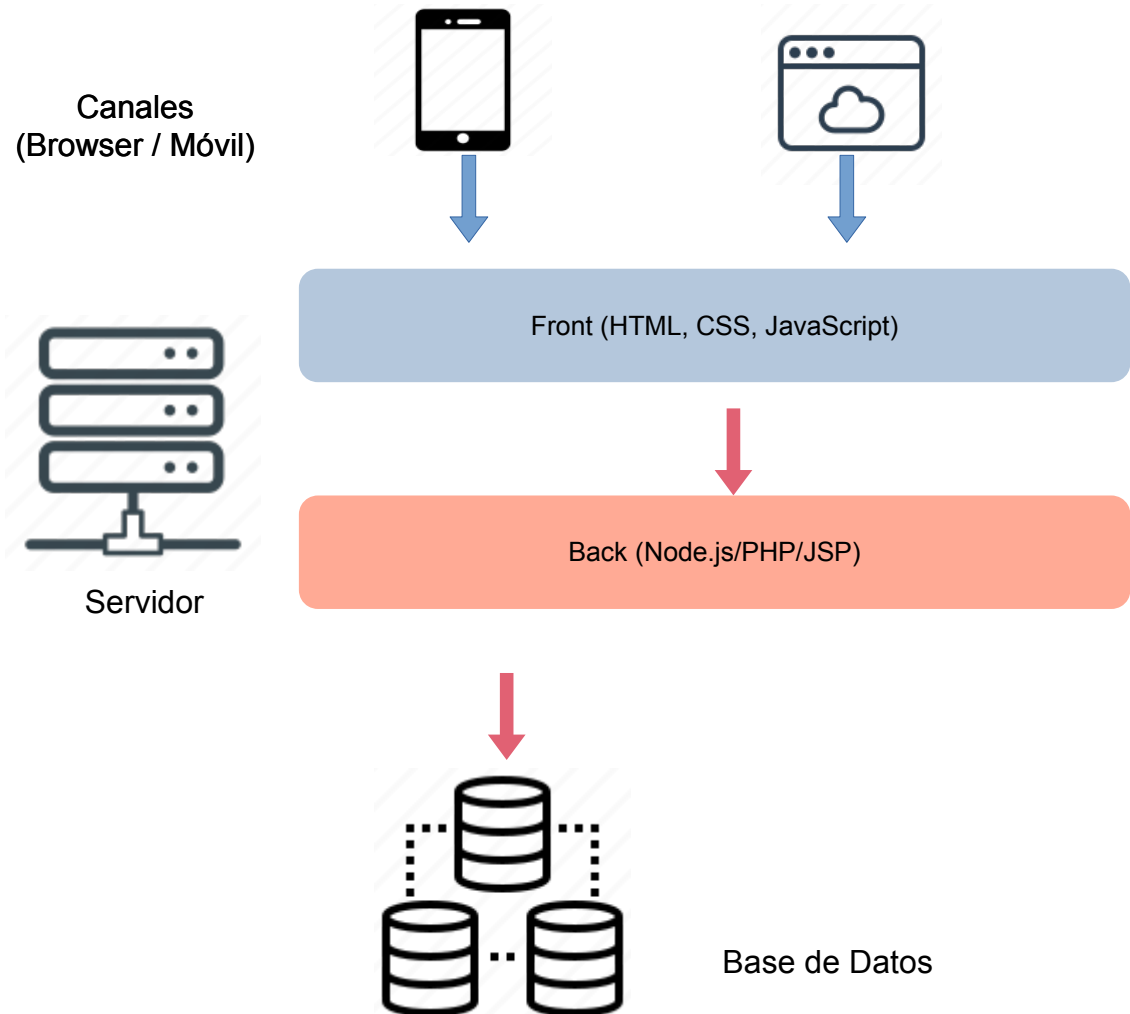 Canales
(Browser / Móvil)
Front (HTML, CSS, JavaScript)
Back (Node.js/PHP/JSP)
Servidor
Base de Datos